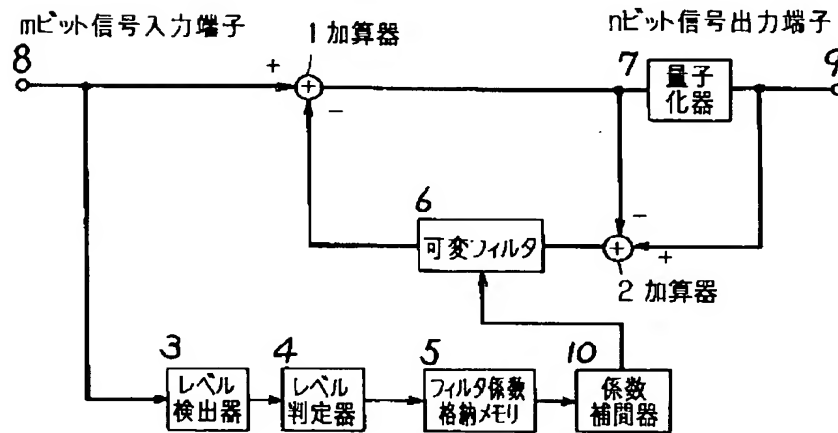 mビット信号入力端子
8
1 加算器
nビット信号出力端子
7
9
量子
化器
+
+
−
−
+
+
6
可変フィルタ
2 加算器
3
4
5
10
レベル
検出器
レベル
判定器
フィルタ係数
格納メモリ
係数
補間器